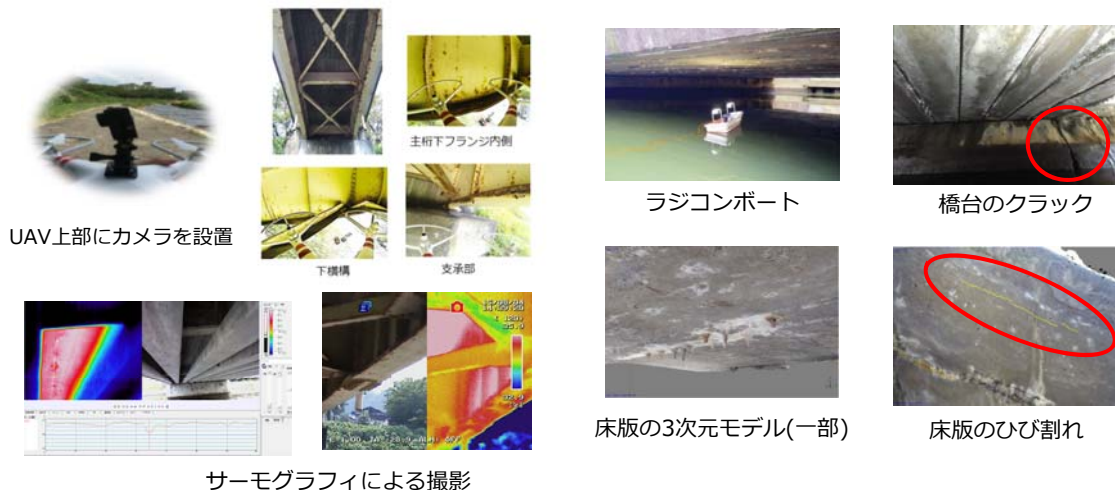 主桁下フランジ内側
UAV上部にカメラを設置
下横構
支承部
サーモグラフィによる撮影
ラジコンボート
橋台のクラック
床版の3次元モデル(一部)
床版のひび割れ